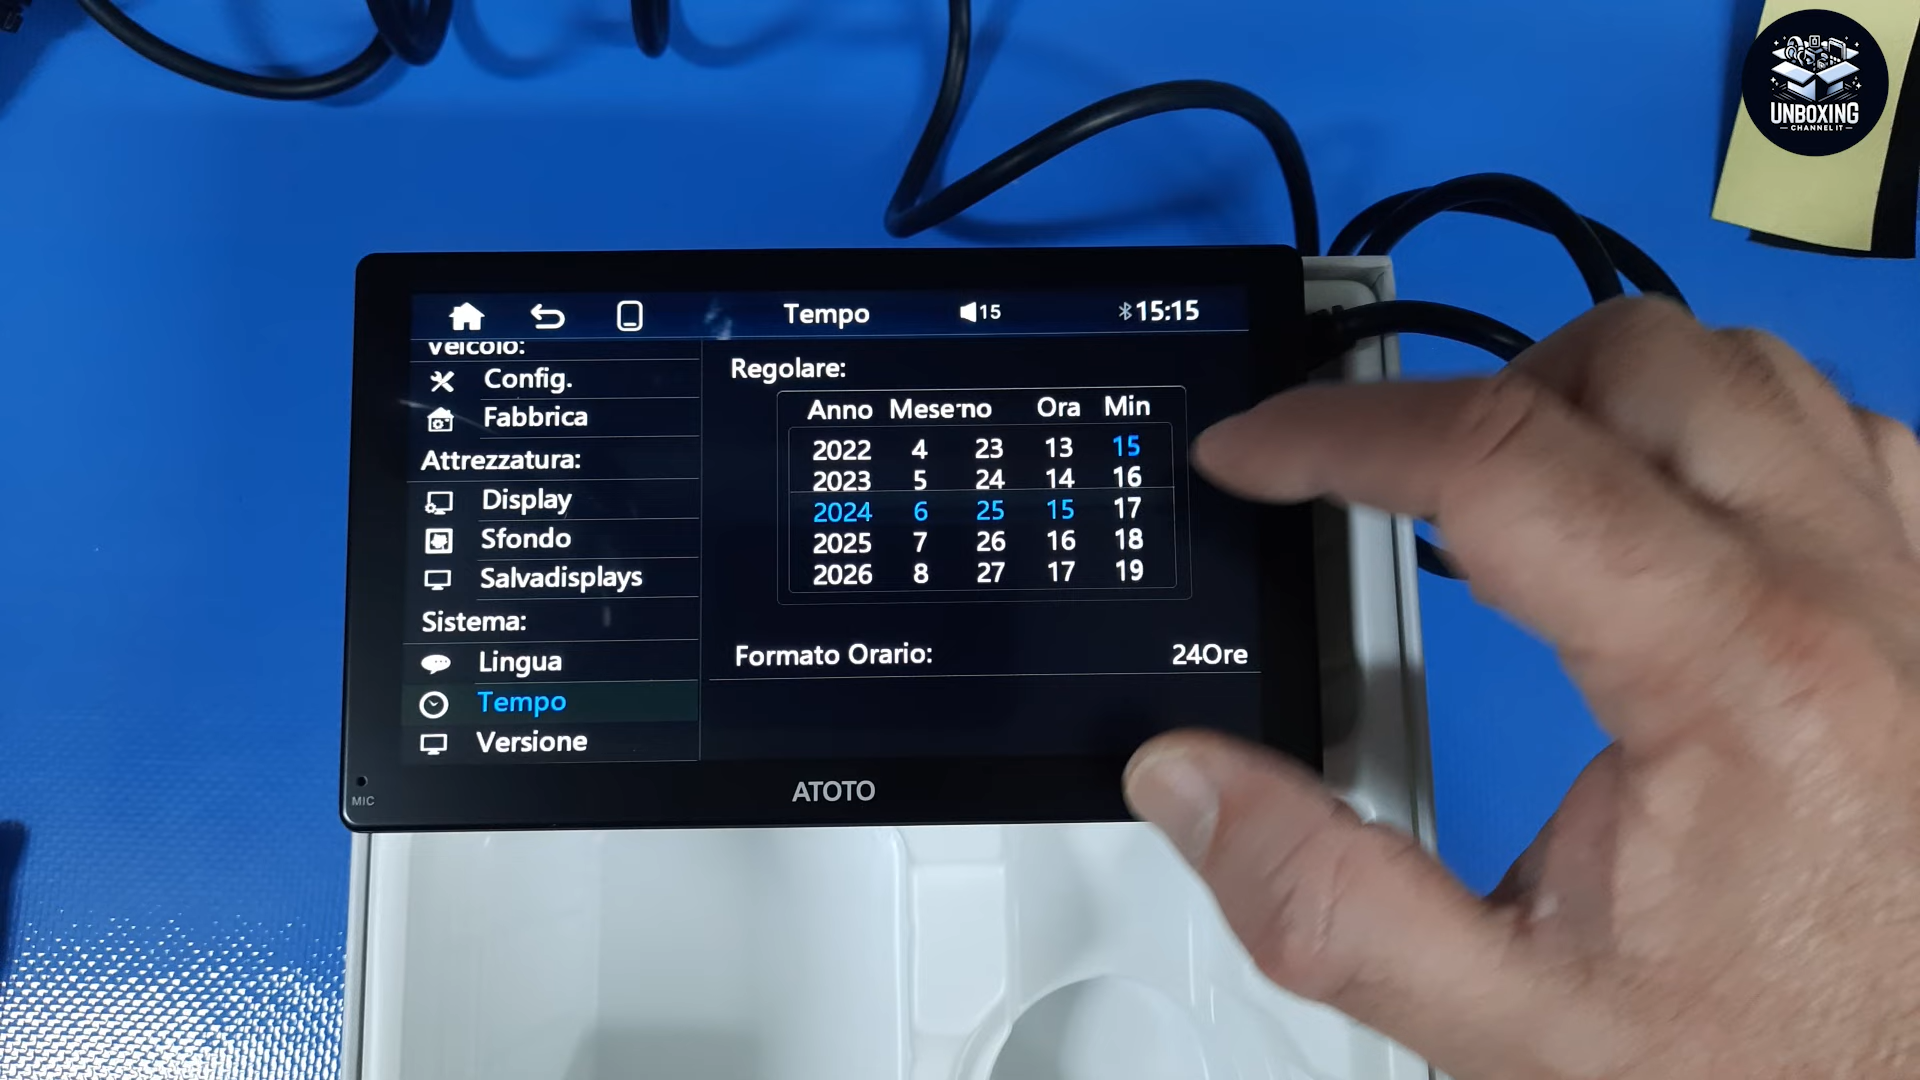 UNBOXING
CHANNEL IT
Tempo
15
15:15
Veicolo:
Config.
Fabbrica
Attrezzatura:
Display
Sfondo
Salvadisplays
Sistema:
Lingua
Tempo
Versione
Regolare:
Anno Mese rno Ora Min
2022 4 23 13 15
2023 5 24 14 16
2024 6 25 15 17
2025 7 26 16 18
2026 8 27 17 19
Formato Orario: 24Ore
MIC
ATOTO